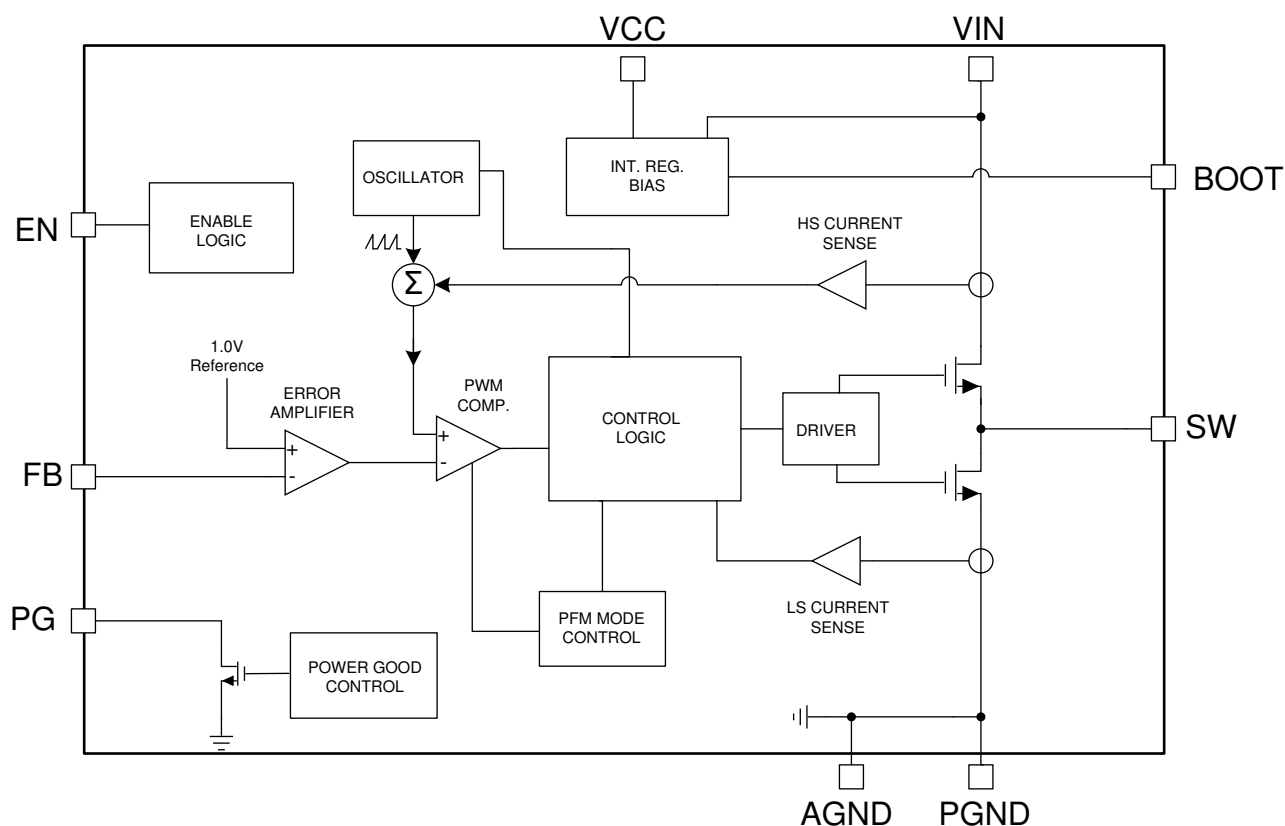 VCC
VIN
OSCILLATOR
INT. REG.
BIAS
BOOT
EN
ENABLE
LOGIC
HS CURRENT
SENSE
Σ
1.0V
Reference
ERROR
AMPLIFIER
PWM
COMP.
CONTROL
LOGIC
DRIVER
SW
+
-
+
-
FB
PG
PFM MODE
CONTROL
LS CURRENT
SENSE
POWER GOOD
CONTROL
AGND
PGND